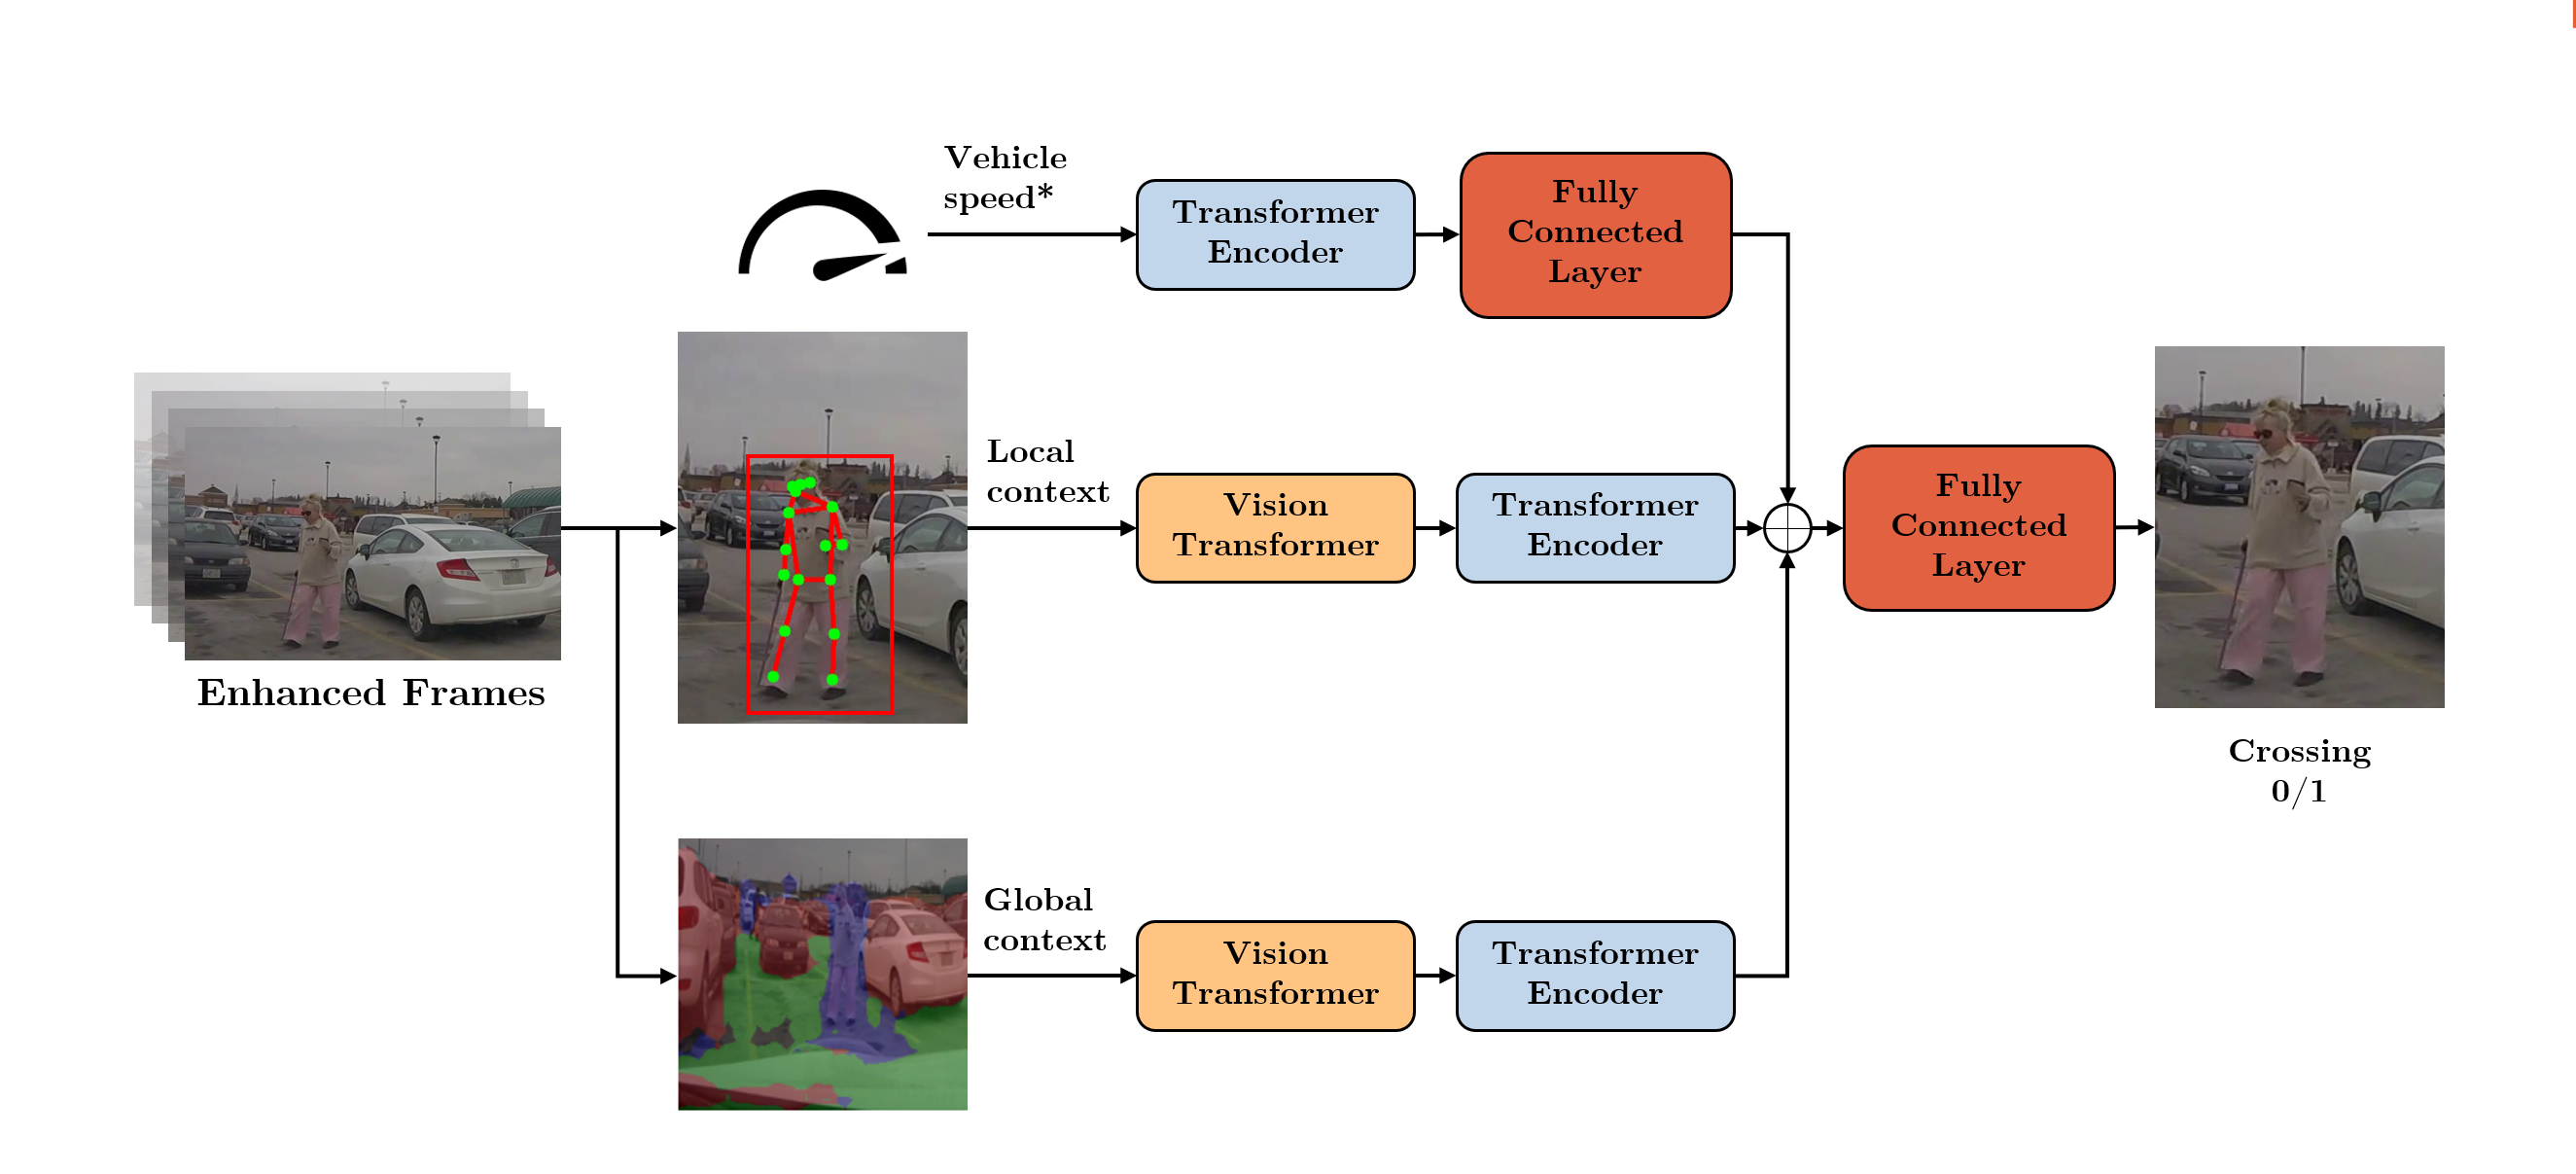 Vehicle
speed*
Transformer
Encoder
Fully
Connected
Layer
Enhanced Frames
Local
context
Vision
Transformer
Transformer
Encoder
Fully
Connected
Layer
Crossing
0/1
Global
context
Vision
Transformer
Transformer
Encoder